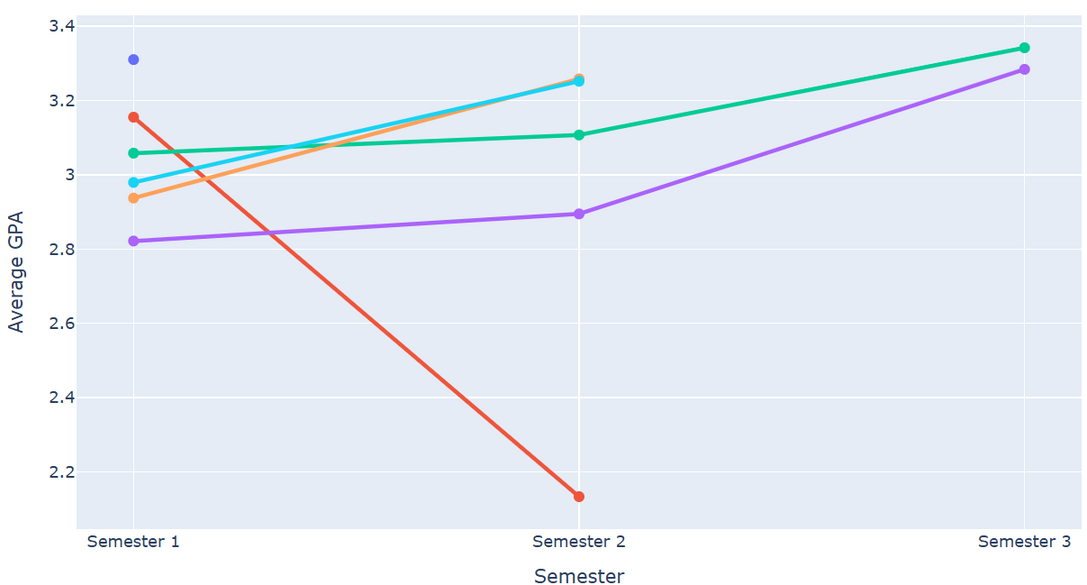 3.4
3.2
3
2.8
2.6
2.4
2.2
Average GPA
Semester 1
Semester 2
Semester 3
Semester